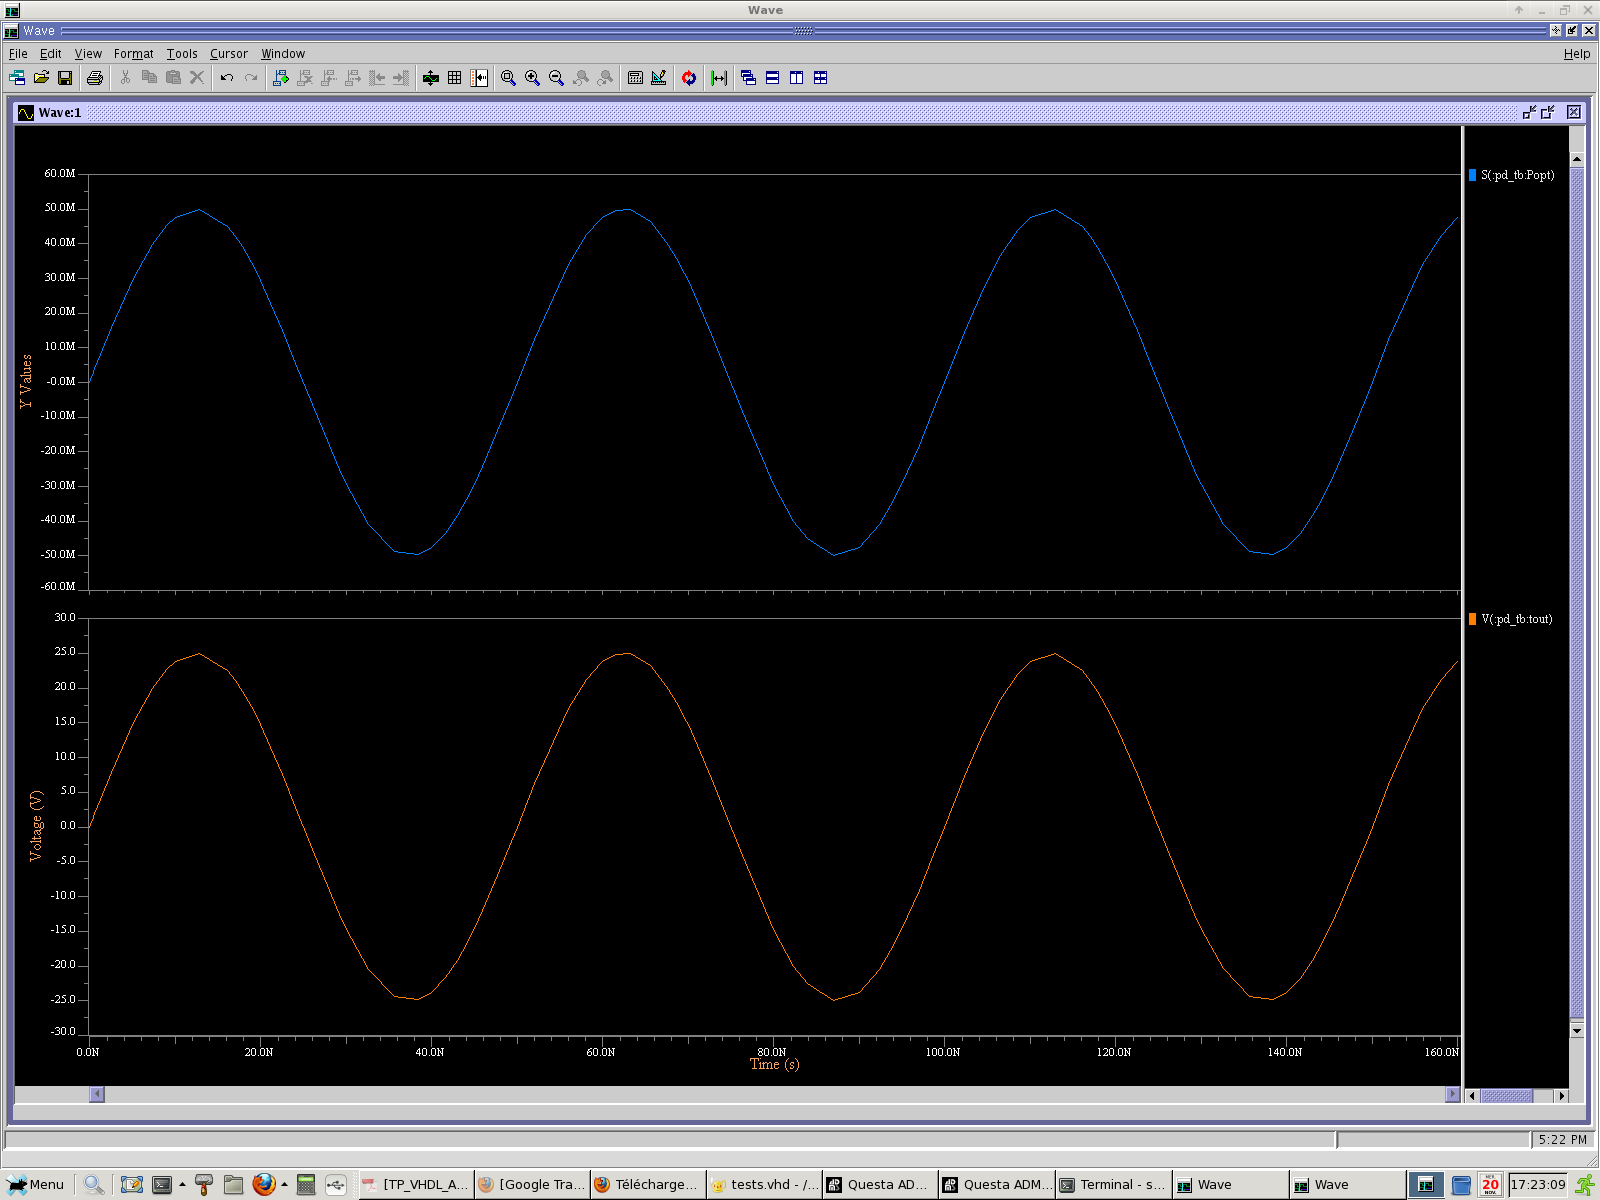 Wave
Wave
File Edit View Format Tools Cursor Window Help
Wave:1
60.0M
50.0M
40.0M
30.0M
20.0M
10.0M
-0.0M
-10.0M
-20.0M
-30.0M
-40.0M
-50.0M
-60.0M
Y Values
S(:pd_tb:Popt)
30.0
25.0
20.0
15.0
10.0
5.0
0.0
-5.0
-10.0
-15.0
-20.0
-25.0
-30.0
Voltage (V)
V(:pd_tb:tout)
0.0N 20.0N 40.0N 60.0N 80.0N 100.0N 120.0N 140.0N 160.0N
Time (s)
5:22 PM
Menu [TP_VHDL_A... [Google Tra... Télécharge... tests.vhd - /... Questa AD... Questa ADM... Terminal - s... Wave Wave 20 17:23:09